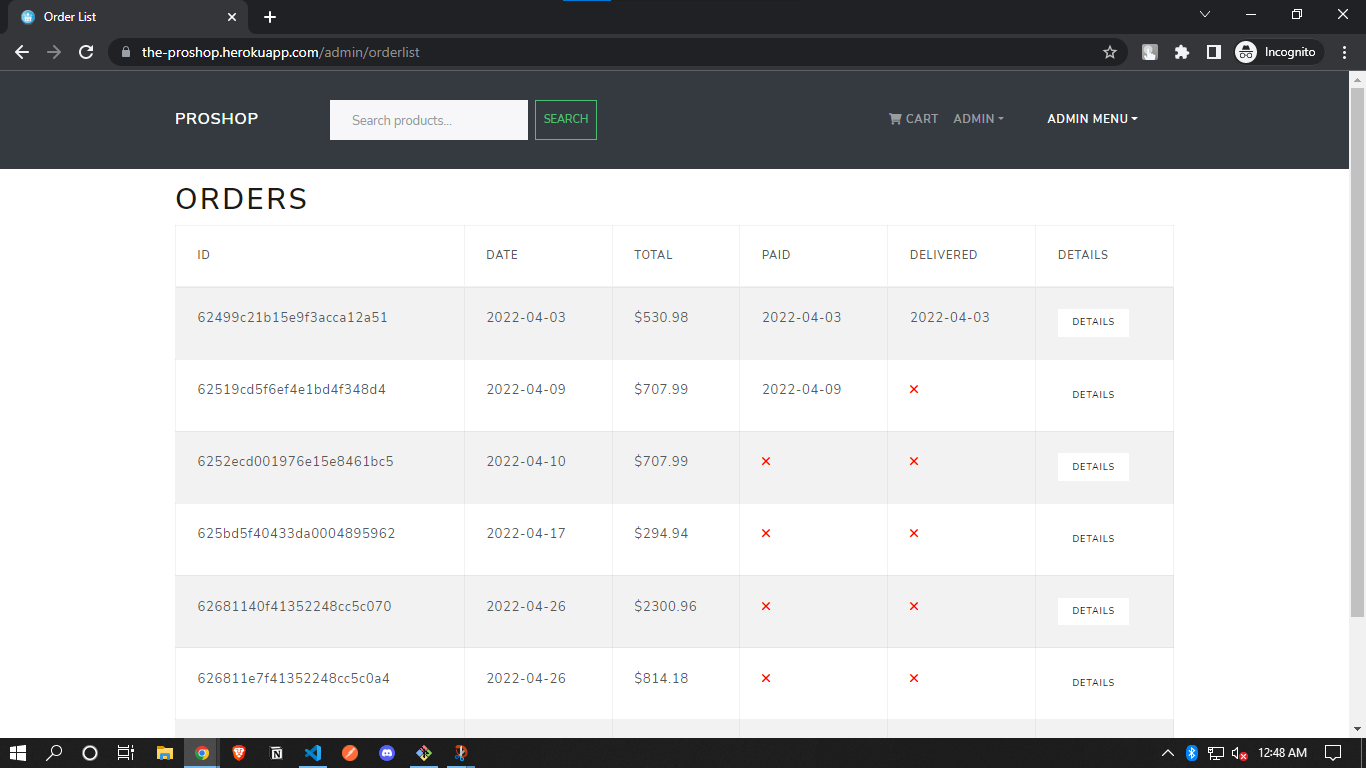 Order List
the-proshop.herokuapp.com/admin/orderlist
Incognito
PROSHOP
Search products...
SEARCH
CART
ADMIN
ADMIN MENU
ORDERS
ID DATE TOTAL PAID DELIVERED DETAILS
62499c21b15e9f3acca12a51 2022-04-03 $530.98 2022-04-03 2022-04-03 DETAILS
62519cd5f6ef4e1bd4f348d4 2022-04-09 $707.99 2022-04-09 DETAILS
6252ecd001976e15e8461bc5 2022-04-10 $707.99 DETAILS
625bd5f40433da0004895962 2022-04-17 $294.94 DETAILS
62681140f41352248cc5c070 2022-04-26 $2300.96 DETAILS
626811e7f41352248cc5c0a4 2022-04-26 $814.18 DETAILS
12:48 AM